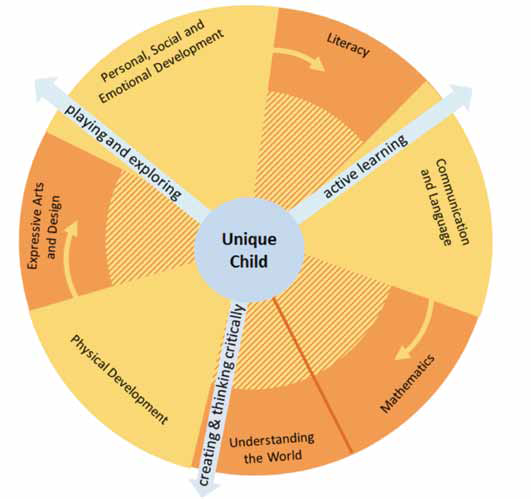 Personal, Social and
Emotional Development
Literacy
playing and exploring
active learning
Communication
and Language
Expressive Arts
and Design
Unique
Child
Physical Development
creating & thinking critically
Mathematics
Understanding
the World